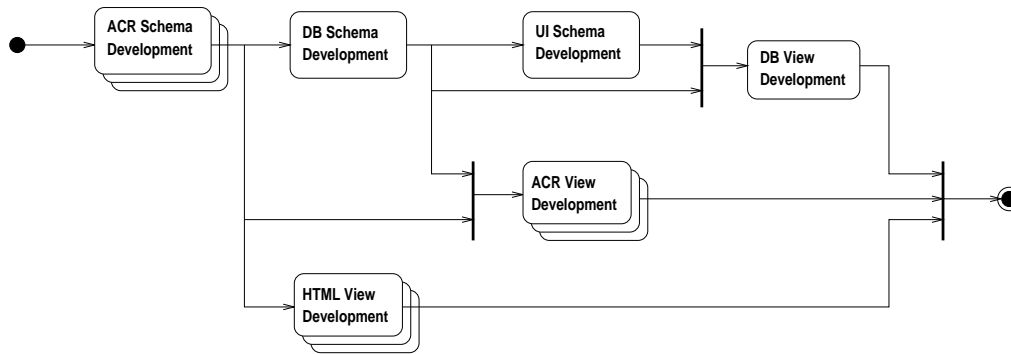 ACR Schema
Development
DB Schema
Development
UI Schema
Development
DB View
Development
ACR View
Development
HTML View
Development